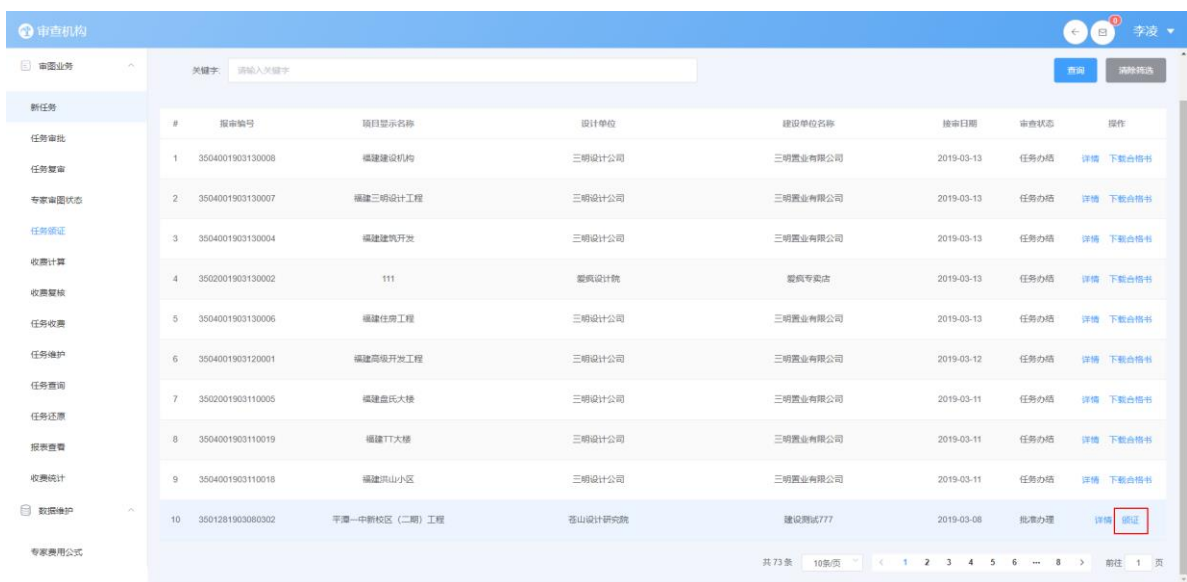 审查机构
0
李凌
审图业务
新任务
任务审批
任务复审
专家审图状态
任务颁证
收费计算
收费复核
任务收费
任务维护
任务查询
任务还原
报表查看
收费统计
数据维护
专家费用公式
关键字: 请输入关键字 查询 清除筛选
# 报审编号 项目显示名称 设计单位 建设单位名称 接审日期 审查状态 操作
1 3504001903130008 福建建设机构 三明设计公司 三明置业有限公司 2019-03-13 任务办结 详情 下载合格书
2 3504001903130007 福建三明设计工程 三明设计公司 三明置业有限公司 2019-03-13 任务办结 详情 下载合格书
3 3504001903130004 福建建筑开发 三明设计公司 三明置业有限公司 2019-03-13 任务办结 详情 下载合格书
4 3502001903130002 111 爱疯设计院 爱疯专卖店 2019-03-13 任务办结 详情 下载合格书
5 3504001903130006 福建住房工程 三明设计公司 三明置业有限公司 2019-03-13 任务办结 详情 下载合格书
6 3504001903120001 福建高级开发工程 三明设计公司 三明置业有限公司 2019-03-12 任务办结 详情 下载合格书
7 3502001903110005 福建盘氏大楼 三明设计公司 三明置业有限公司 2019-03-11 任务办结 详情 下载合格书
8 3504001903110019 福建TT大楼 三明设计公司 三明置业有限公司 2019-03-11 任务办结 详情 下载合格书
9 3504001903110018 福建洪山小区 三明设计公司 三明置业有限公司 2019-03-11 任务办结 详情 下载合格书
10 3501281903080302 平潭一中新校区（二期）工程 苍山设计研究院 建设测试777 2019-03-08 批准办理 详情 颁证
共 73 条 10条/页 < 1 2 3 4 5 6 ··· 8 > 前往 1 页